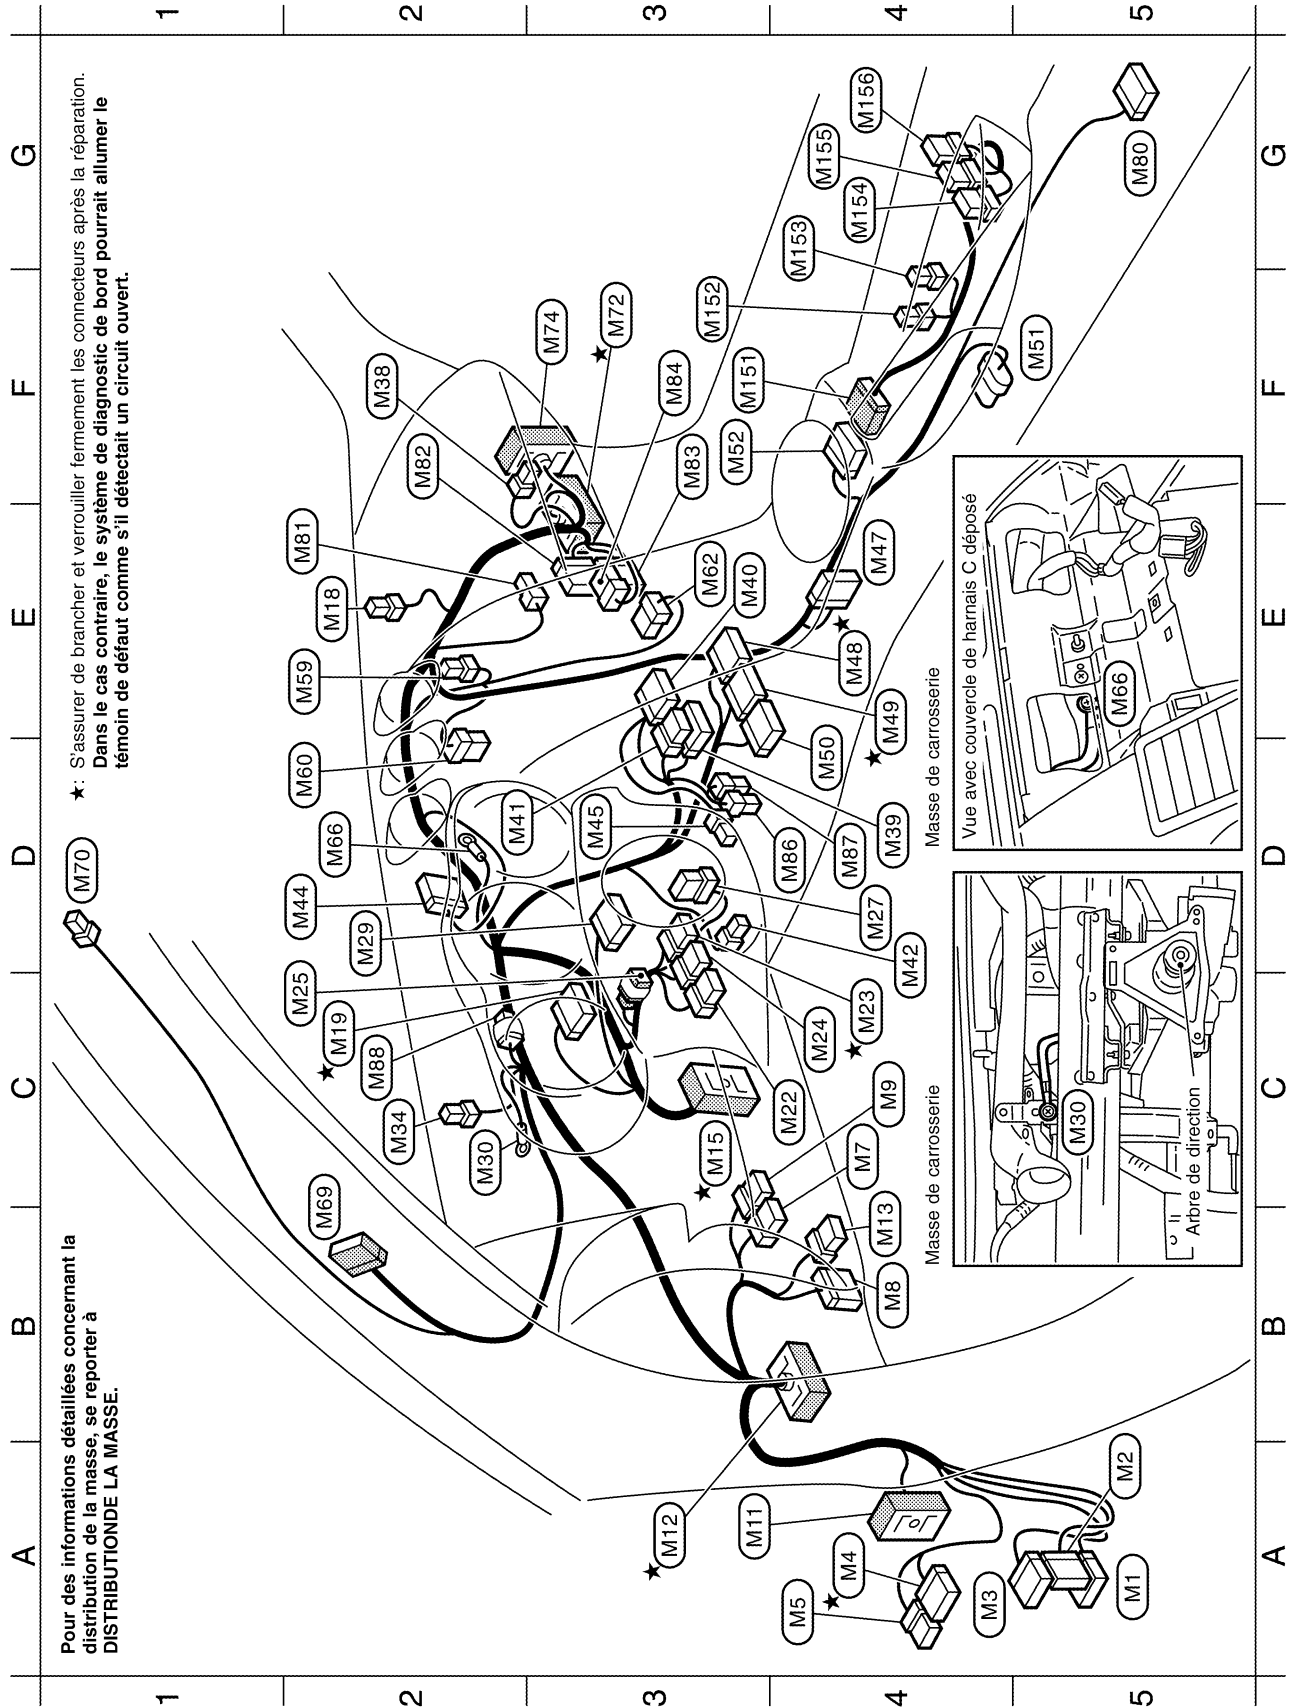 Pour des informations détaillées concernant la
distribution de la masse, se reporter à
DISTRIBUTIONDE LA MASSE.
★: S'assurer de brancher et verrouiller fermement les connecteurs après la réparation.
Dans le cas contraire, le système de diagnostic de bord pourrait allumer le
témoin de défaut comme s'il détectait un circuit ouvert.
A
B
C
D
E
F
G
1
2
3
4
5
M70
M69
M34
M30
M88
★ M19
M25
M29
M44
M66
M60
M59
M18
M81
M82
M38
M74
★ M72
M84
M83
M62
M40
M41
M45
M52
M151
M152
M153
M154
M155
M156
M80
M51
M47
★
M48
★ M49
M50
M39
M87
M86
M27
M42
★ M23
M24
M22
M9
M7
★ M15
M13
M8
★ M12
M11
M4
★
M5
M3
M2
M1
Masse de carrosserie
M30
Arbre de direction
Masse de carrosserie
Vue avec couvercle de harnais C déposé
M66
A
B
C
D
E
F
G
1
2
3
4
5